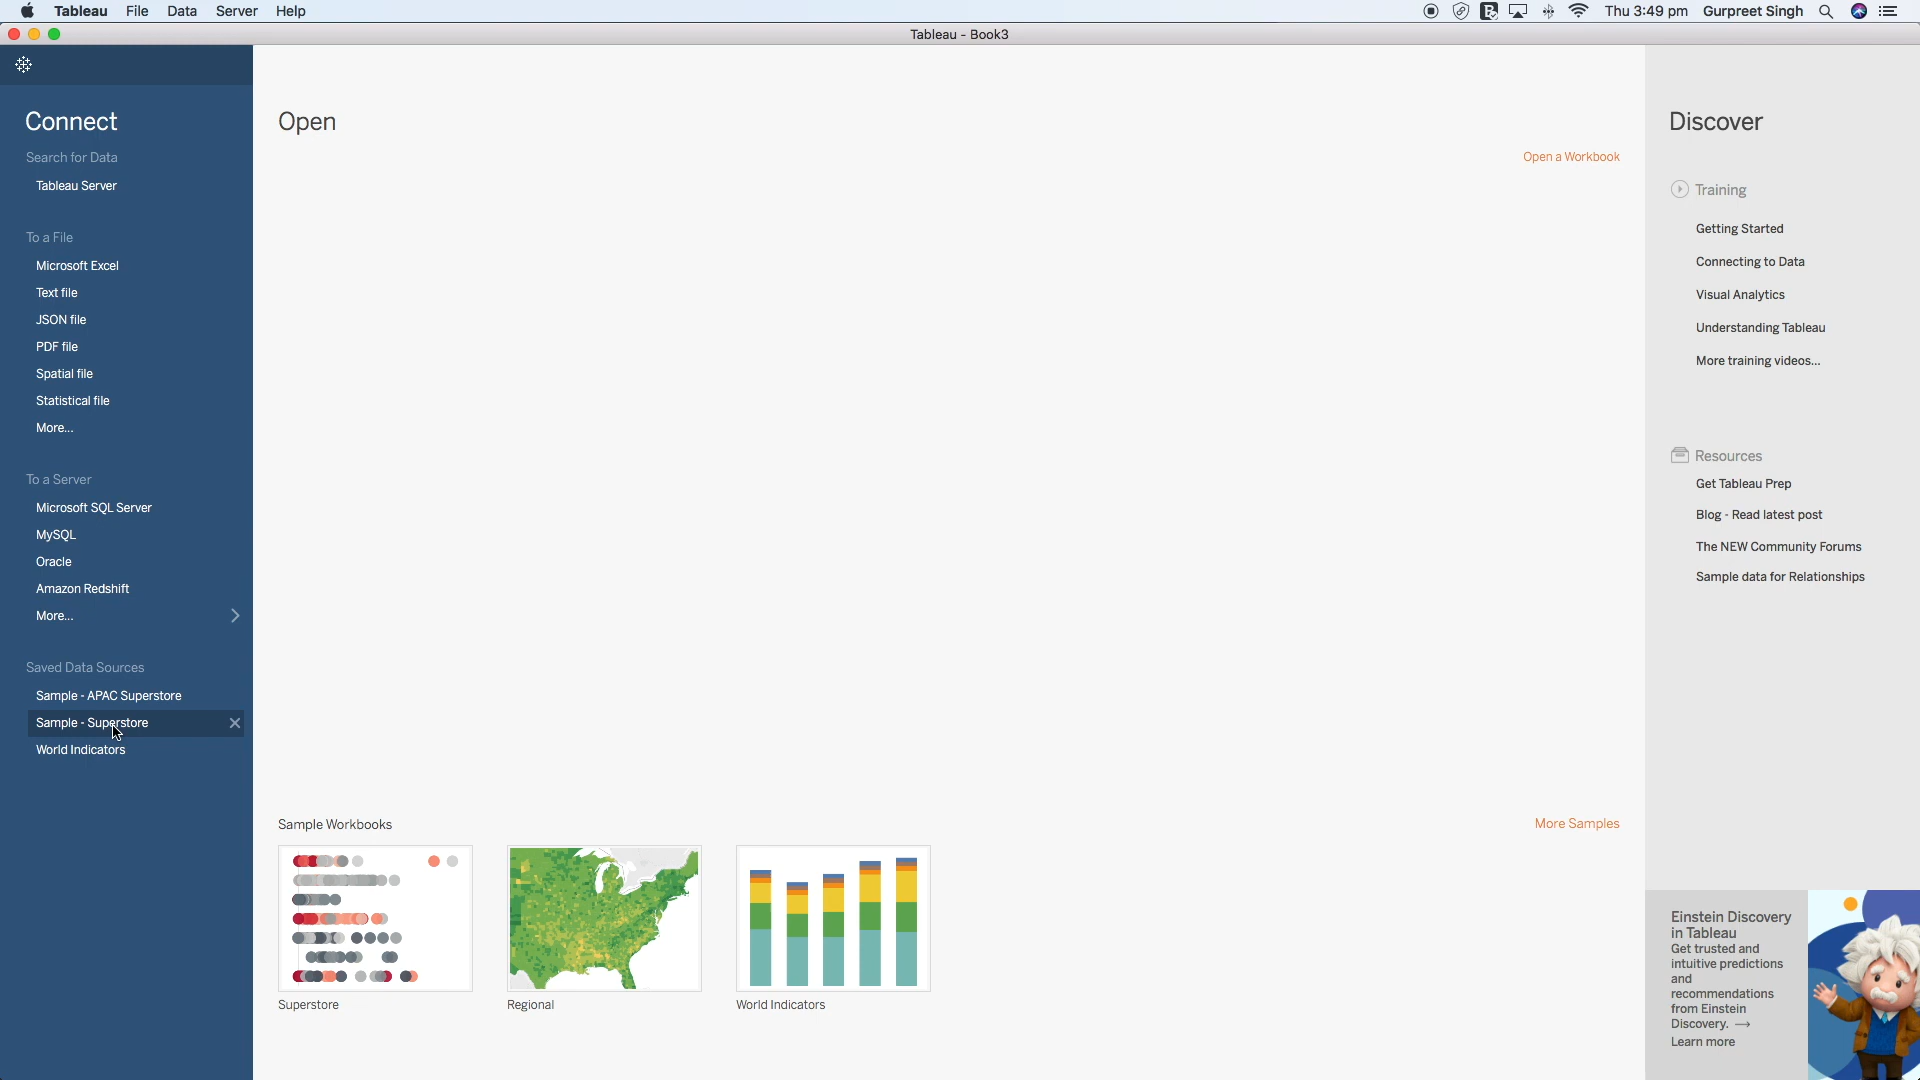 Tableau File Data Server Help Thu 3:49 pm Gurpreet Singh
Tableau - Book3
Connect
Search for Data
Tableau Server
To a File
Microsoft Excel
Text file
JSON file
PDF file
Spatial file
Statistical file
More...
To a Server
Microsoft SQL Server
MySQL
Oracle
Amazon Redshift
More...
Saved Data Sources
Sample - APAC Superstore
Sample - Superstore
World Indicators
Open
Open a Workbook
Sample Workbooks
More Samples
Superstore
Regional
World Indicators
Discover
Training
Getting Started
Connecting to Data
Visual Analytics
Understanding Tableau
More training videos...
Resources
Get Tableau Prep
Blog - Read latest post
The NEW Community Forums
Sample data for Relationships
Einstein Discovery
in Tableau
Get trusted and
intuitive predictions
and
recommendations
from Einstein
Discovery. →
Learn more